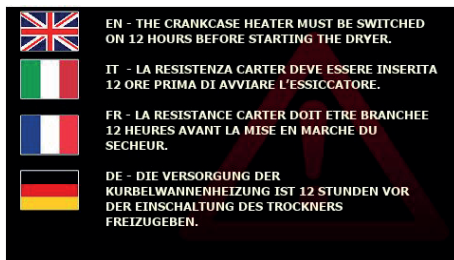 EN - THE CRANKCASE HEATER MUST BE SWITCHED
ON 12 HOURS BEFORE STARTING THE DRYER.
IT - LA RESISTENZA CARTER DEVE ESSERE INSERITA
12 ORE PRIMA DI AVVIARE L'ESSICCATORE.
FR - LA RESISTANCE CARTER DOIT ETRE BRANCHEE
12 HEURES AVANT LA MISE EN MARCHE DU
SECHEUR.
DE - DIE VERSORGUNG DER
KURBELWANNENHEIZUNG IST 12 STUNDEN VOR
DER EINSCHALTUNG DES TROCKNERS
FREIZUGEBEN.